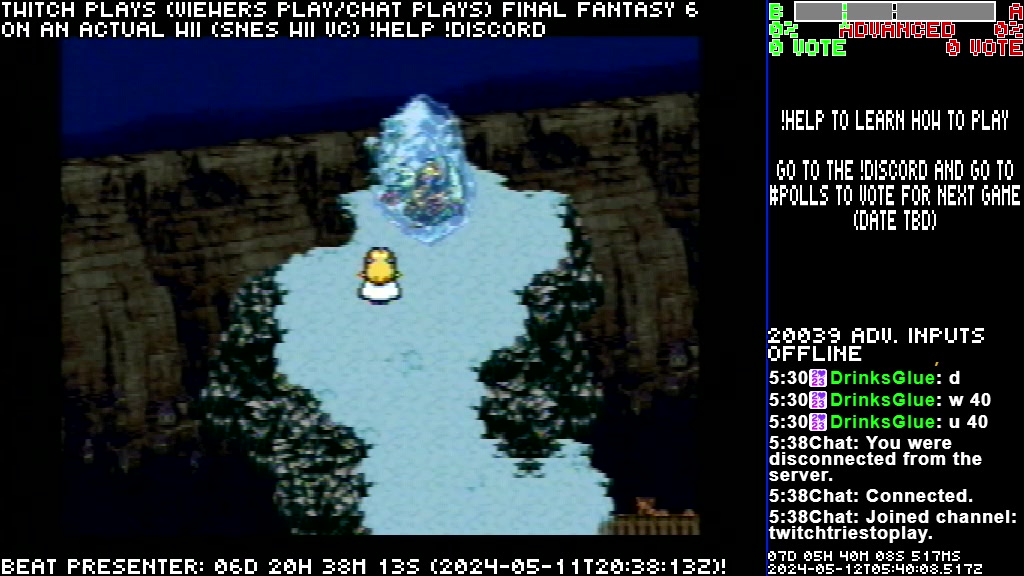 TWITCH PLAYS (VIEWERS PLAY/CHAT PLAYS) FINAL FANTASY 6
ON AN ACTUAL WII (SNES WII VC) !HELP !DISCORD
B A
0% ADVANCED 0%
0 VOTE 0 VOTE
!HELP TO LEARN HOW TO PLAY
GO TO THE !DISCORD AND GO TO
#POLLS TO VOTE FOR NEXT GAME
(DATE TBD)
20039 ADV. INPUTS
OFFLINE
5:30 DrinksGlue: d
5:30 DrinksGlue: w 40
5:30 DrinksGlue: u 40
5:38Chat: You were
disconnected from the
server.
5:38Chat: Connected.
5:38Chat: Joined channel:
twitchtriestoplay.
07D 05H 40M 08S 517MS
2024-05-12T05:40:08.517Z
BEAT PRESENTER: 06D 20H 38M 13S (2024-05-11T20:38:13Z)!